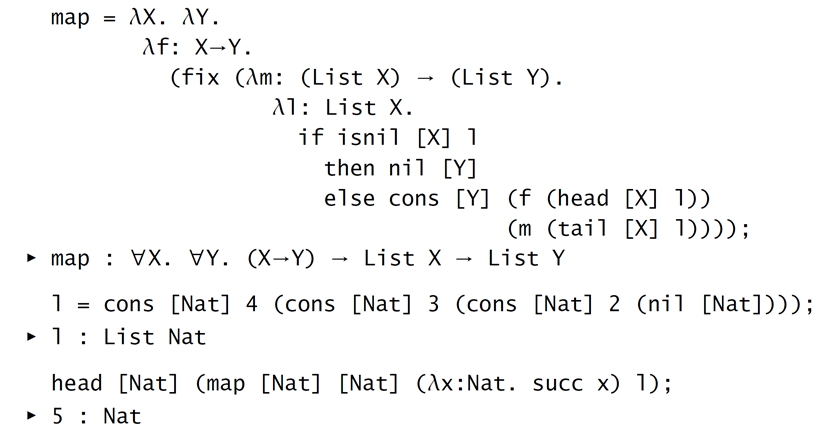 map = λX. λY.
λf: X→Y.
(fix (λm: (List X) → (List Y).
λl: List X.
if isnil [X] l
then nil [Y]
else cons [Y] (f (head [X] l))
(m (tail [X] l))));
▸ map : ∀X. ∀Y. (X→Y) → List X → List Y
l = cons [Nat] 4 (cons [Nat] 3 (cons [Nat] 2 (nil [Nat])));
▸ l : List Nat
head [Nat] (map [Nat] [Nat] (λx:Nat. succ x) l);
▸ 5 : Nat